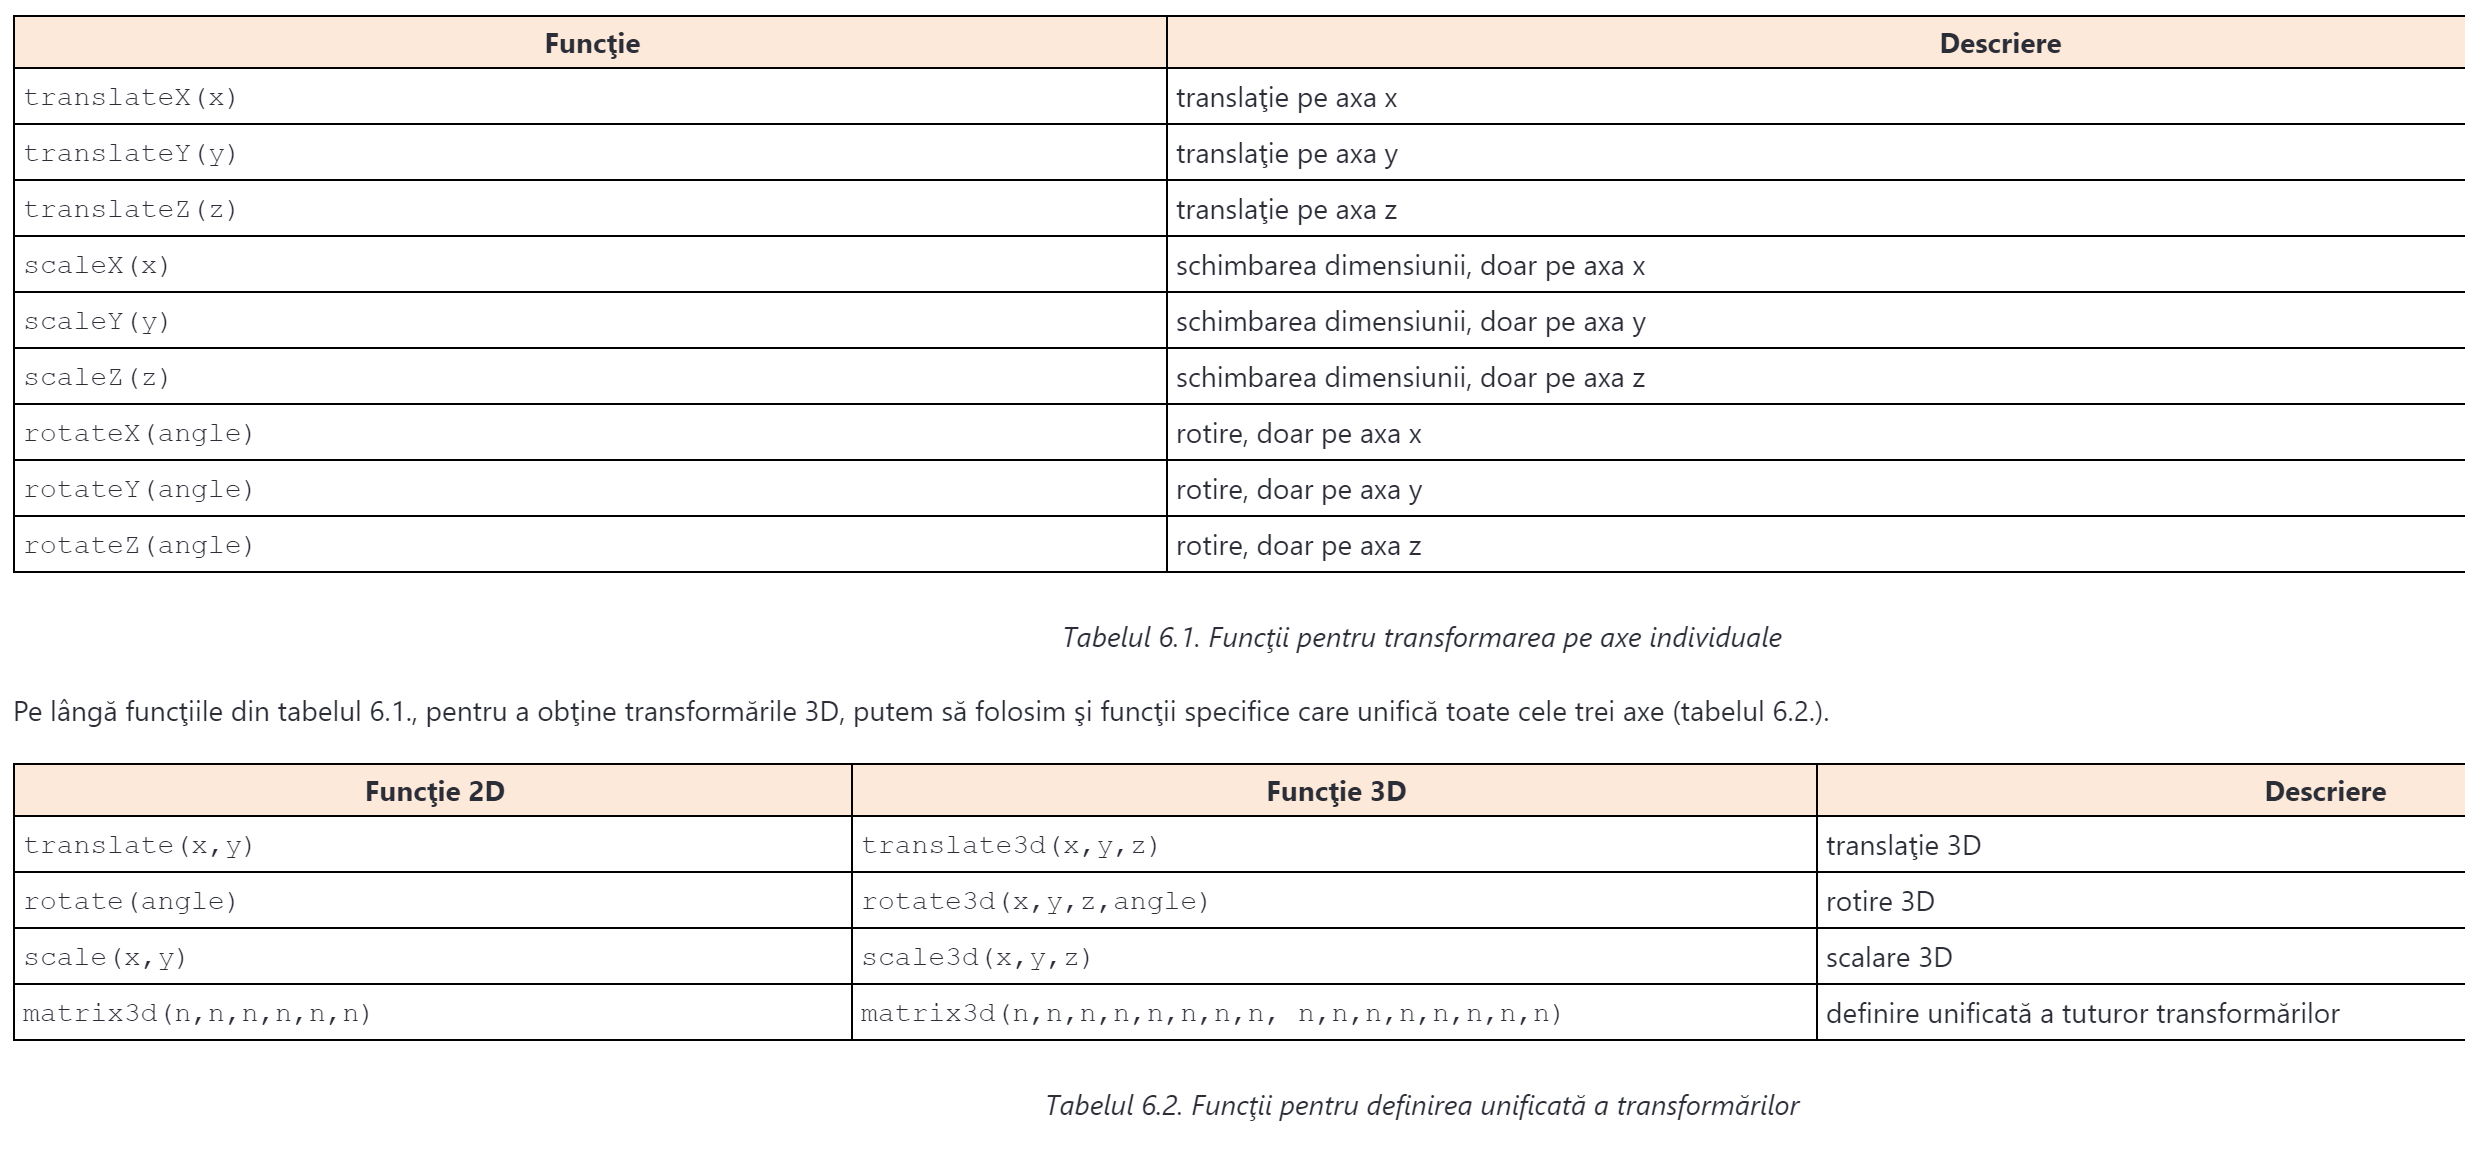 Funcţie Descriere
translateX(x) translaţie pe axa x
translateY(y) translaţie pe axa y
translateZ(z) translaţie pe axa z
scaleX(x) schimbarea dimensiunii, doar pe axa x
scaleY(y) schimbarea dimensiunii, doar pe axa y
scaleZ(z) schimbarea dimensiunii, doar pe axa z
rotateX(angle) rotire, doar pe axa x
rotateY(angle) rotire, doar pe axa y
rotateZ(angle) rotire, doar pe axa z
Tabelul 6.1. Funcţii pentru transformarea pe axe individuale
Pe lângă funcţiile din tabelul 6.1., pentru a obţine transformările 3D, putem să folosim şi funcţii specifice care unifică toate cele trei axe (tabelul 6.2.).
Funcţie 2D Funcţie 3D Descriere
translate(x,y) translate3d(x,y,z) translaţie 3D
rotate(angle) rotate3d(x,y,z,angle) rotire 3D
scale(x,y) scale3d(x,y,z) scalare 3D
matrix3d(n,n,n,n,n,n) matrix3d(n,n,n,n,n,n,n,n, n,n,n,n,n,n,n,n) definire unificată a tuturor transformărilor
Tabelul 6.2. Funcţii pentru definirea unificată a transformărilor